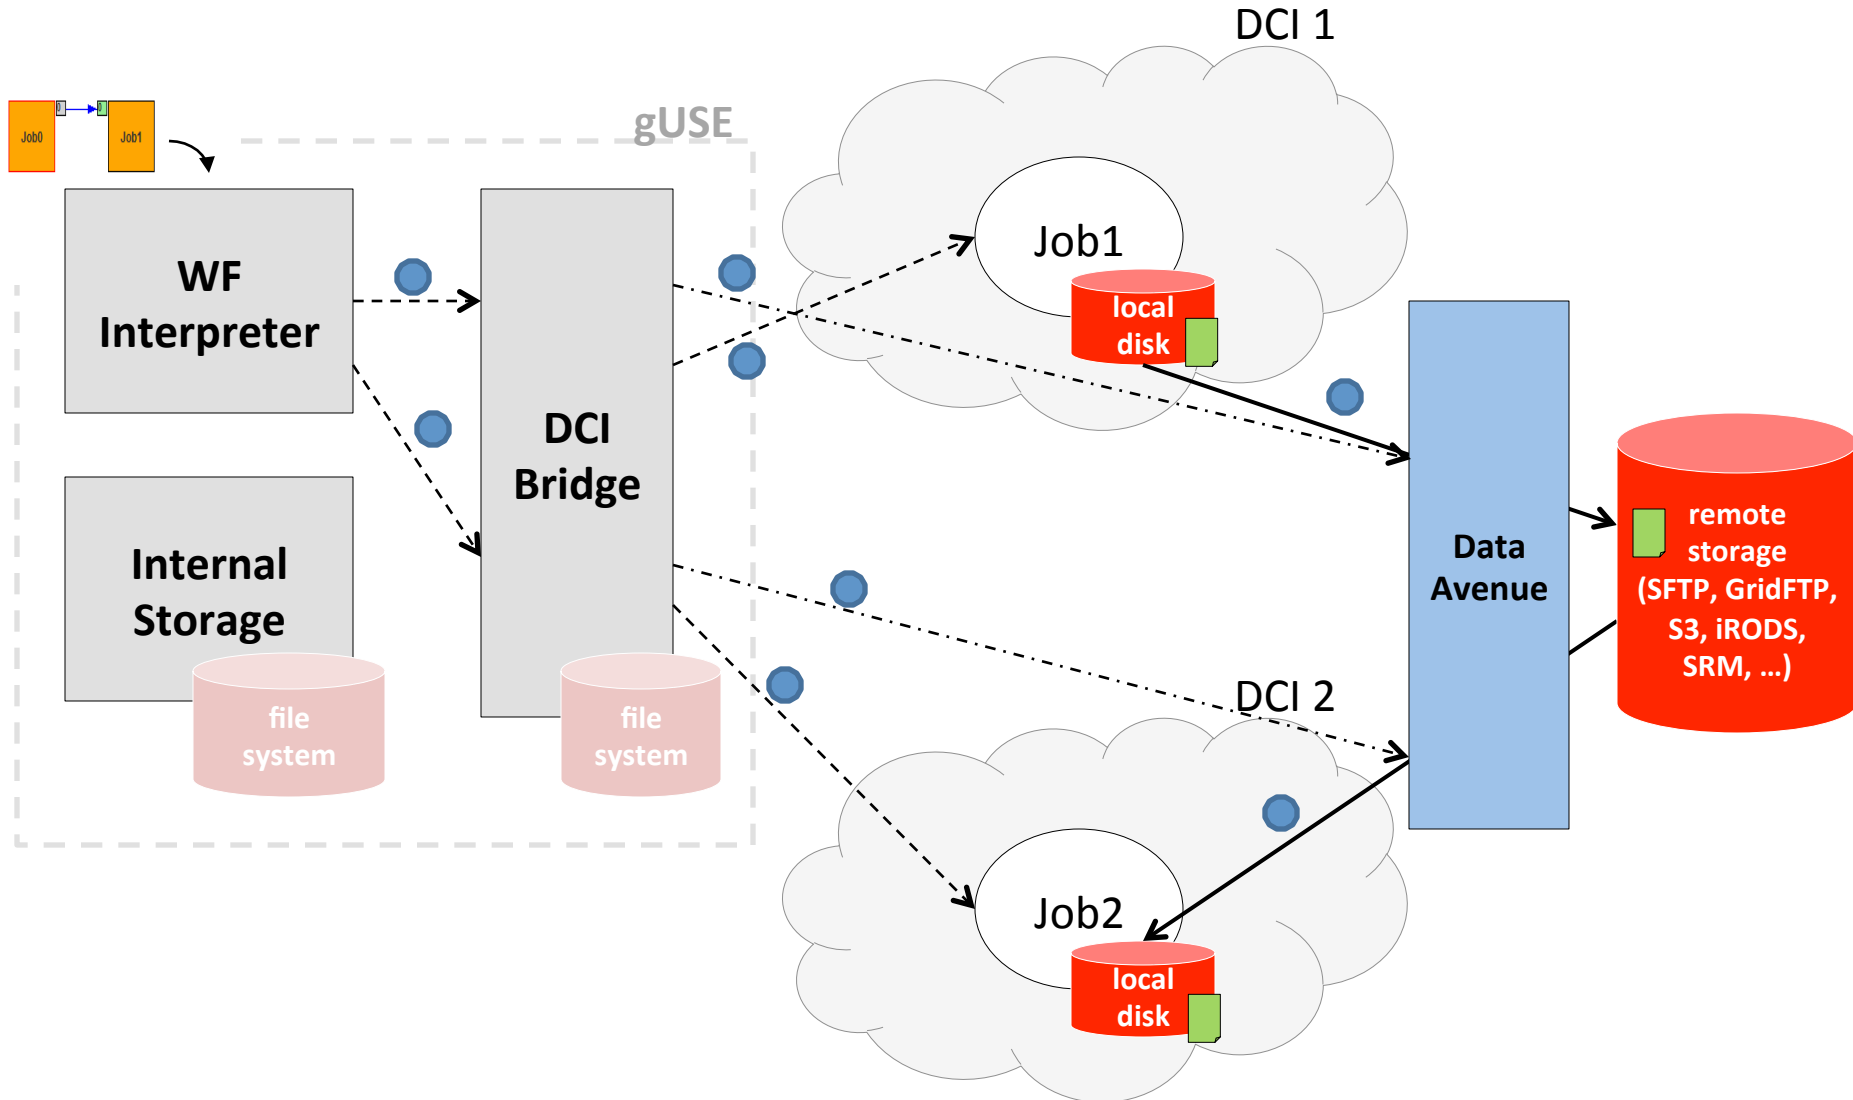 DCI 1
gUSE
Job0
Job1
WF
Interpreter
DCI
Bridge
Internal
Storage
file
system
file
system
Job1
local
disk
Data
Avenue
remote
storage
(SFTP, GridFTP,
S3, iRODS,
SRM, ...)
DCI 2
Job2
local
disk